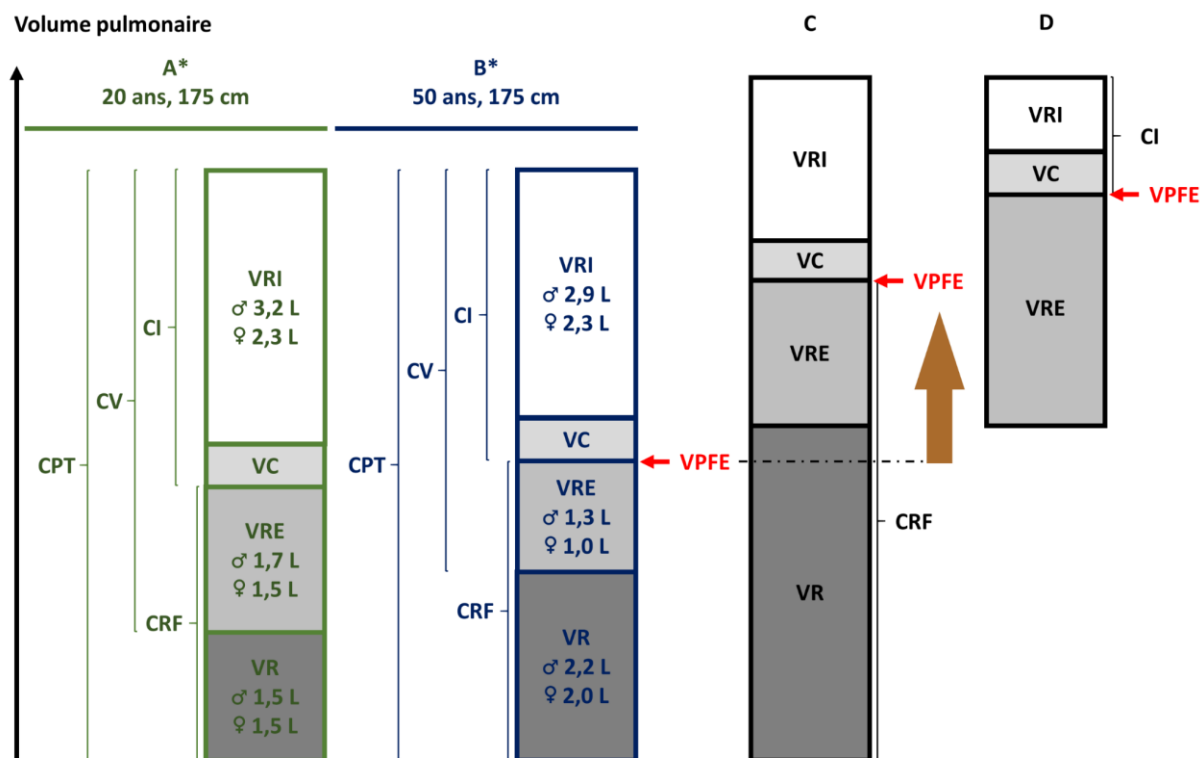 Volume pulmonaire
A*
20 ans, 175 cm
CPT
CV
CI
CRF
VRI
♂ 3,2 L
♀ 2,3 L
VC
VRE
♂ 1,7 L
♀ 1,5 L
VR
♂ 1,5 L
♀ 1,5 L
B*
50 ans, 175 cm
CPT
CV
CI
CRF
VRI
♂ 2,9 L
♀ 2,3 L
VC
VPFE
VRE
♂ 1,3 L
♀ 1,0 L
VR
♂ 2,2 L
♀ 2,0 L
C
VRI
VC
VPFE
VRE
CRF
VR
D
VRI
CI
VC
VPFE
VRE